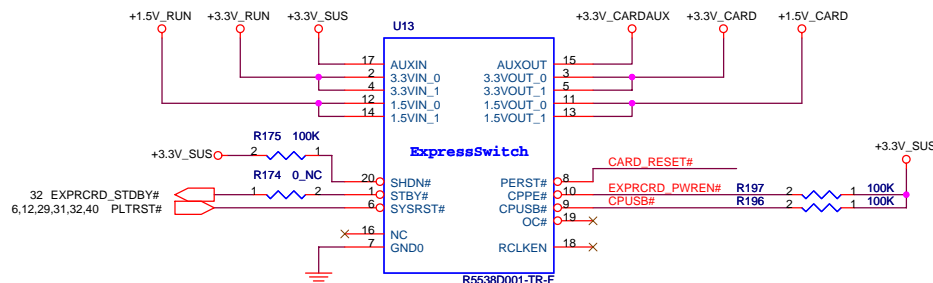 +1.5V_RUN +3.3V_RUN +3.3V_SUS +3.3V_CARDAUX +3.3V_CARD +1.5V_CARD
U13
17 AUXIN AUXOUT 15
2 3.3VIN_0 3.3VOUT_0 3
4 3.3VIN_1 3.3VOUT_1 5
12 1.5VIN_0 1.5VOUT_0 11
14 1.5VIN_1 1.5VOUT_1 13
R175 100K
+3.3V_SUS 2 1 ExpressSwitch +3.3V_SUS
R174 0_NC CARD_RESET#
20 SHDN# PERST# 8
32 EXPRCRD_STDBY# 1 2 1 STBY# CPPE# 10 EXPRCRD_PWREN# R197 2 1 100K
6,12,29,31,32,40 PLTRST# 6 SYSRST# CPUSB# 9 CPUSB# R196 2 1 100K
OC# 19
16 NC
7 GND0 RCLKEN 18
R5538D001-TR-F